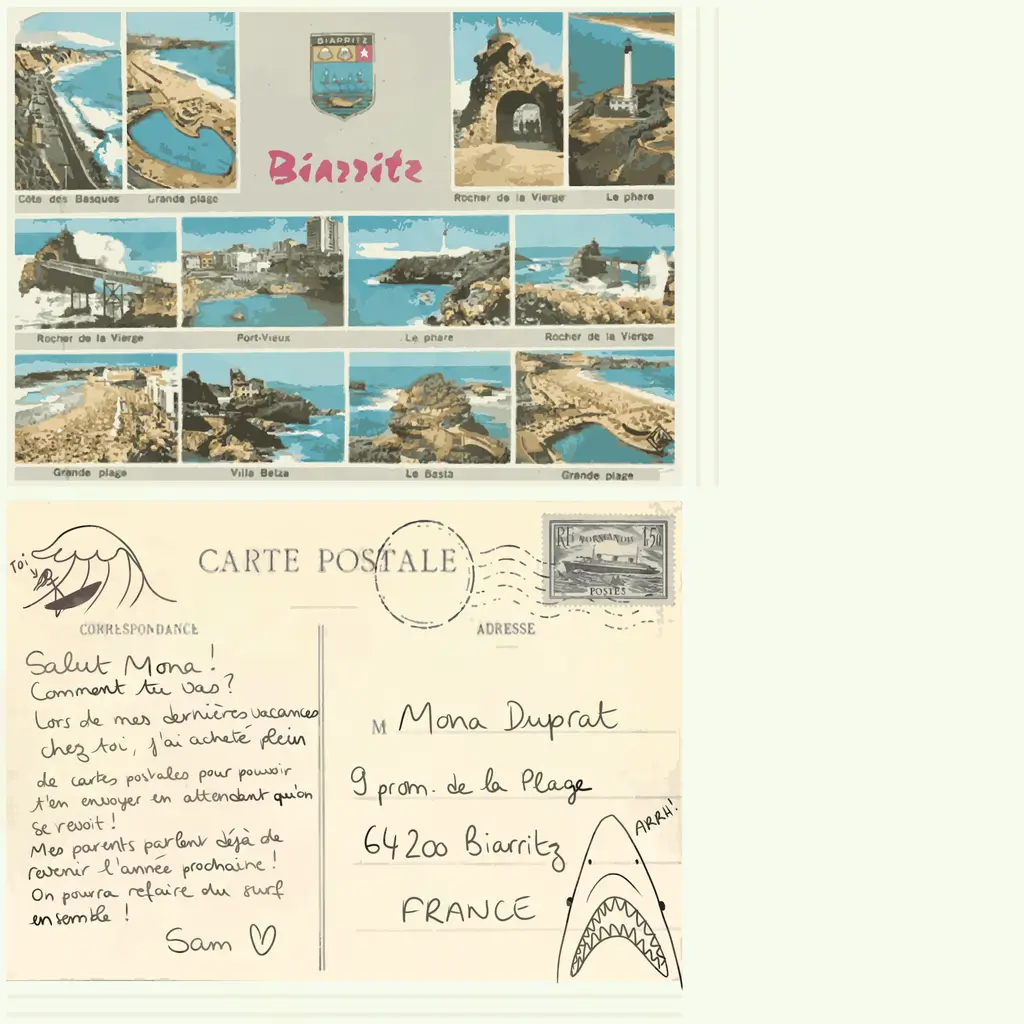 BIARRITZ
Biarritz
Côte des Basques
Grande plage
Rocher de la Vierge
Le phare
Rocher de la Vierge
Port-Vieux
Le phare
Rocher de la Vierge
Grande plage
Villa Belza
Le Basta
Grande plage
Toi
CARTE POSTALE
RF NORMANDIE 1,50
POSTES
CORRESPONDANCE
ADRESSE
Salut Mona !
Comment tu vas ?
Lors de mes dernières vacances
chez toi, j'ai acheté plein
de cartes postales pour pouvoir
t'en envoyer en attendant qu'on
se revoit !
Mes parents parlent déjà de
revenir l'année prochaine !
On pourra refaire du surf
ensemble !
Sam
M Mona Duprat
9 prom. de la Plage
64200 Biarritz
FRANCE
ARRH!